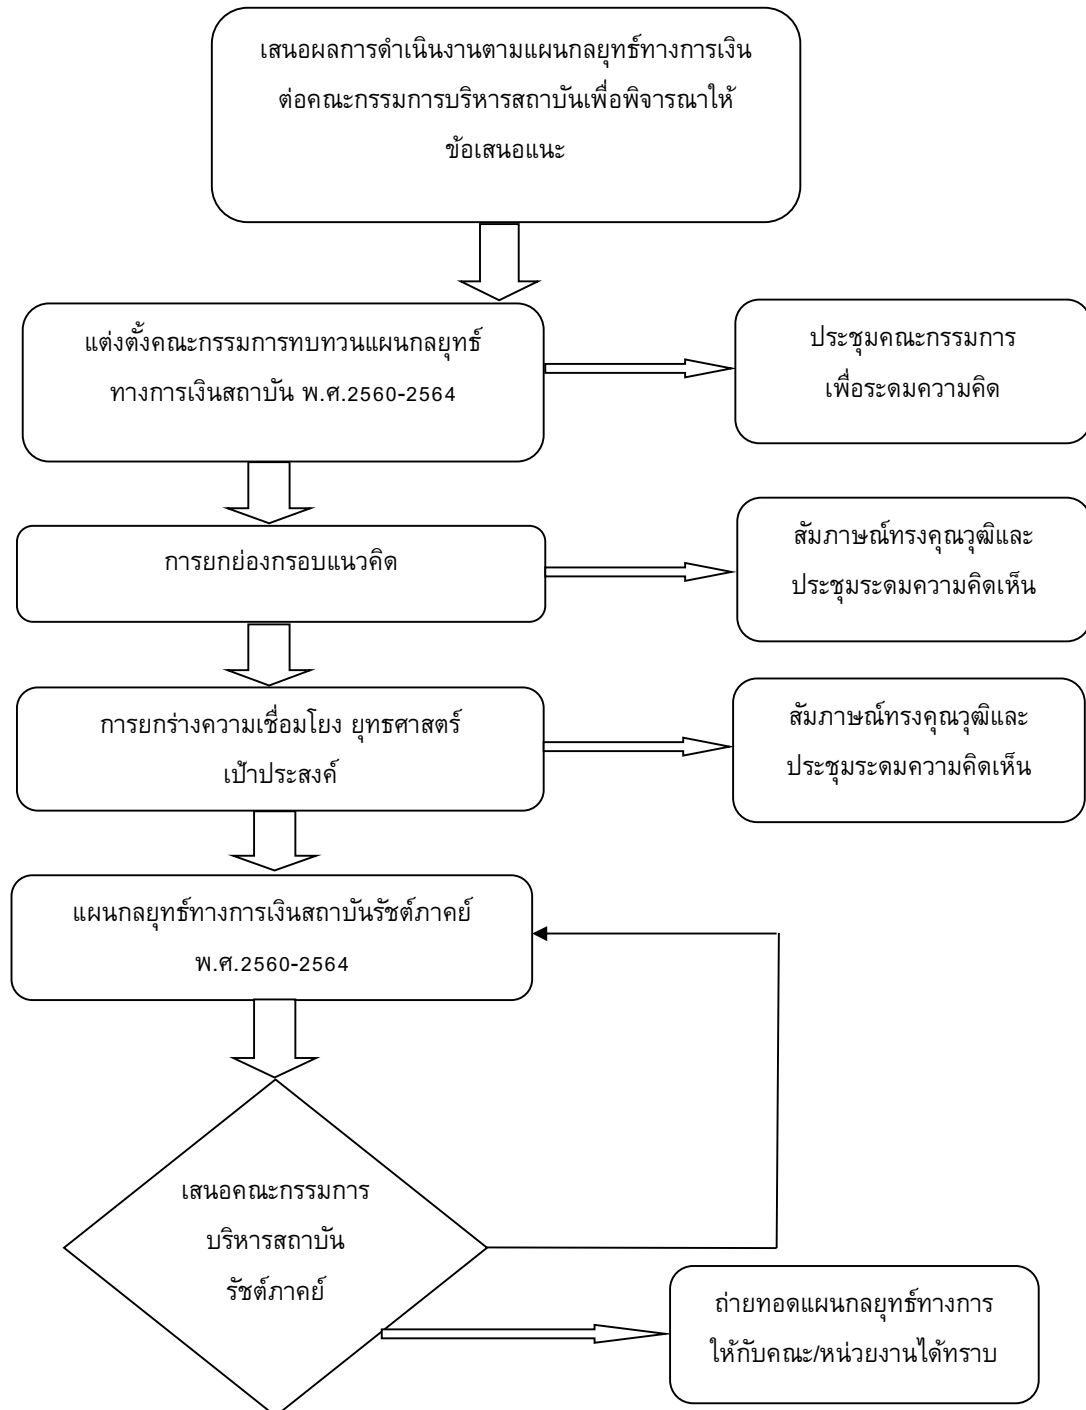 เสนอผลการดำเนินงานตามแผนกลยุทธ์ทางการเงิน
ต่อคณะกรรมการบริหารสถาบันเพื่อพิจารณาให้
ข้อเสนอแนะ
แต่งตั้งคณะกรรมการทบทวนแผนกลยุทธ์
ทางการเงินสถาบัน พ.ศ.2560-2564
ประชุมคณะกรรมการ
เพื่อระดมความคิด
การยกย่องกรอบแนวคิด
สัมภาษณ์ทรงคุณวุฒิและ
ประชุมระดมความคิดเห็น
การยกร่างความเชื่อมโยง ยุทธศาสตร์
เป้าประสงค์
สัมภาษณ์ทรงคุณวุฒิและ
ประชุมระดมความคิดเห็น
แผนกลยุทธ์ทางการเงินสถาบันรัชต์ภาคย์
พ.ศ.2560-2564
เสนอคณะกรรมการ
บริหารสถาบัน
รัชต์ภาคย์
ถ่ายทอดแผนกลยุทธ์ทางการ
ให้กับคณะ/หน่วยงานได้ทราบ